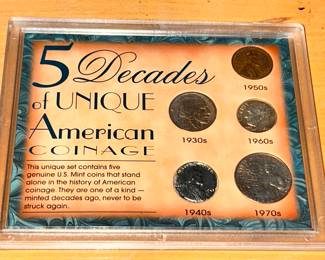 5 Decades
of UNIQUE
American
COINAGE
This unique set contains five
genuine U.S. Mint coins that stand
alone in the history of American
coinage. They are one of a kind —
minted decades ago, never to be
struck again.
1950s
1930s
1960s
1940s
1970s